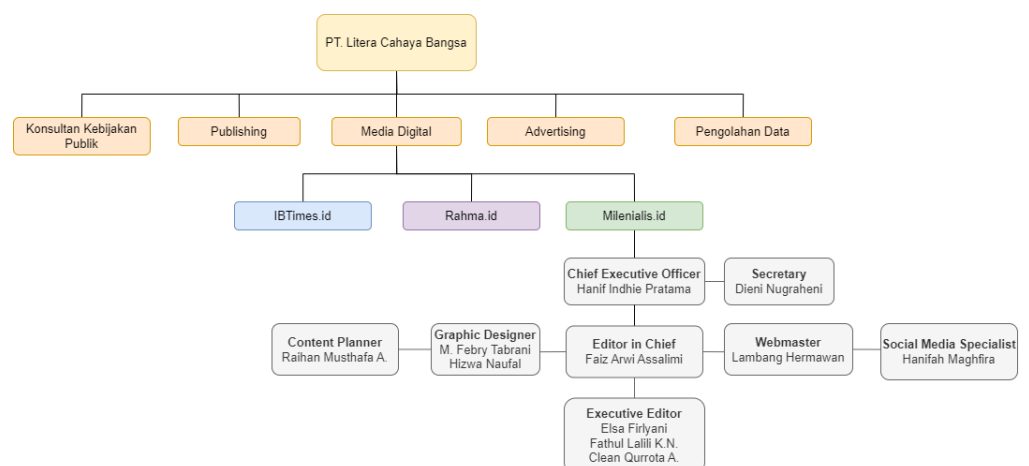 PT. Litera Cahaya Bangsa
Konsultan Kebijakan
Publik
Publishing
Media Digital
Advertising
Pengolahan Data
IBTimes.id
Rahma.id
Milenialis.id
Chief Executive Officer
Hanif Indhie Pratama
Secretary
Dieni Nugraheni
Content Planner
Raihan Musthafa A.
Graphic Designer
M. Febry Tabrani
Hizwa Naufal
Editor in Chief
Faiz Arwi Assalimi
Webmaster
Lambang Hermawan
Social Media Specialist
Hanifah Maghfira
Executive Editor
Elsa Firlyani
Fathul Lalili K.N.
Clean Qurrota A.